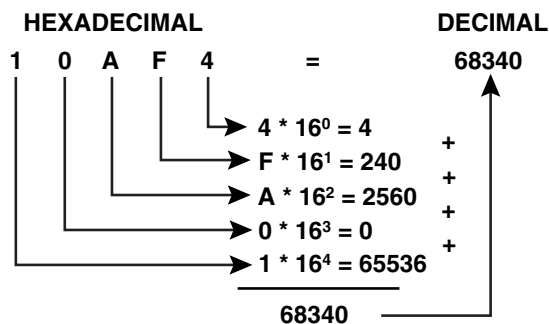 HEXADECIMAL DECIMAL
1 0 A F 4 = 68340
4 * 16⁰ = 4
+
F * 16¹ = 240
+
A * 16² = 2560
+
0 * 16³ = 0
+
1 * 16⁴ = 65536
68340